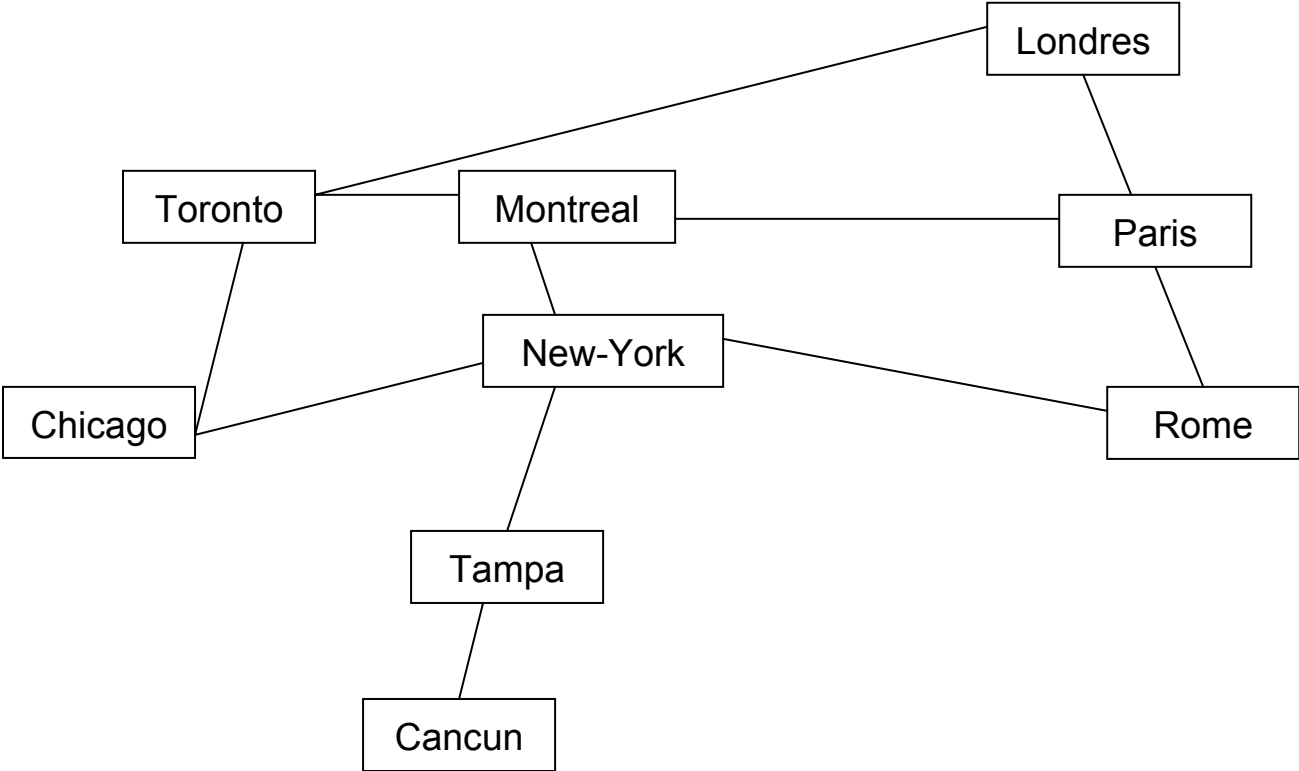 Londres
Toronto
Montreal
Paris
New-York
Chicago
Rome
Tampa
Cancun